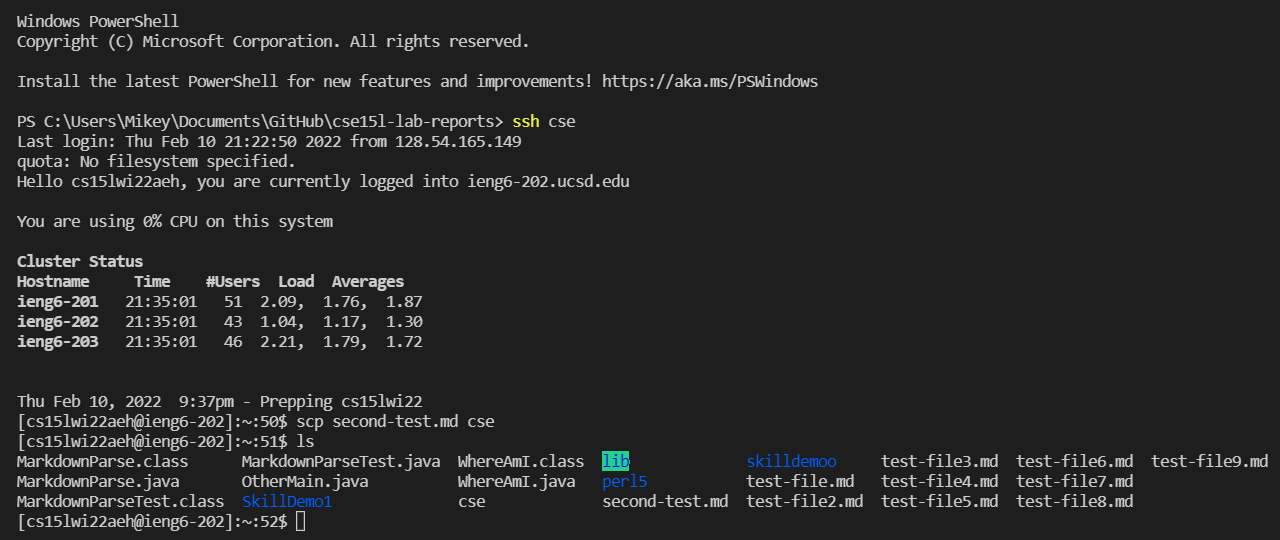 Windows PowerShell
Copyright (C) Microsoft Corporation. All rights reserved.
Install the latest PowerShell for new features and improvements! https://aka.ms/PSWindows
PS C:\Users\Mikey\Documents\GitHub\cse15l-lab-reports> ssh cse
Last login: Thu Feb 10 21:22:50 2022 from 128.54.165.149
quota: No filesystem specified.
Hello cs15lwi22aeh, you are currently logged into ieng6-202.ucsd.edu
You are using 0% CPU on this system
Cluster Status
Hostname     Time    #Users  Load  Averages
ieng6-201   21:35:01   51  2.09,  1.76,  1.87
ieng6-202   21:35:01   43  1.04,  1.17,  1.30
ieng6-203   21:35:01   46  2.21,  1.79,  1.72
Thu Feb 10, 2022  9:37pm - Prepping cs15lwi22
[cs15lwi22aeh@ieng6-202]:~:50$ scp second-test.md cse
[cs15lwi22aeh@ieng6-202]:~:51$ ls
MarkdownParse.class      MarkdownParseTest.java  WhereAmI.class  lib             skilldemoo     test-file3.md  test-file6.md  test-file9.md
MarkdownParse.java       OtherMain.java          WhereAmI.java   perl5           test-file.md   test-file4.md  test-file7.md
MarkdownParseTest.class  SkillDemo1              cse             second-test.md  test-file2.md  test-file5.md  test-file8.md
[cs15lwi22aeh@ieng6-202]:~:52$